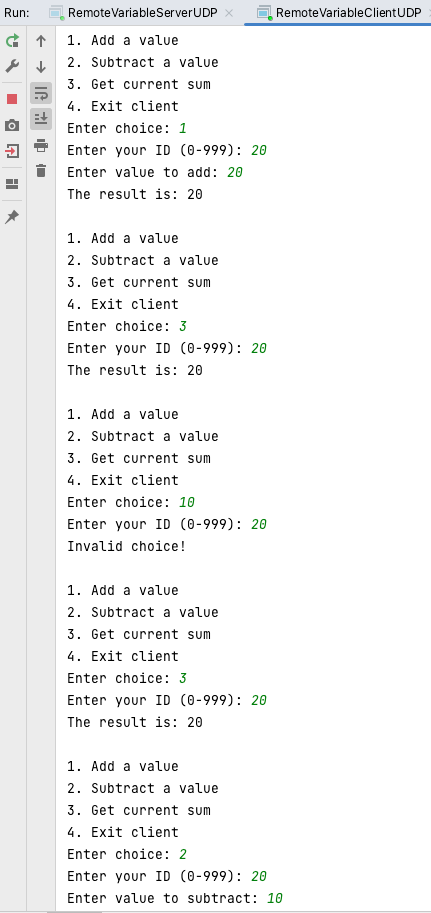 Run: RemoteVariableServerUDP RemoteVariableClientUDP
1. Add a value
2. Subtract a value
3. Get current sum
4. Exit client
Enter choice: 1
Enter your ID (0-999): 20
Enter value to add: 20
The result is: 20
1. Add a value
2. Subtract a value
3. Get current sum
4. Exit client
Enter choice: 3
Enter your ID (0-999): 20
The result is: 20
1. Add a value
2. Subtract a value
3. Get current sum
4. Exit client
Enter choice: 10
Enter your ID (0-999): 20
Invalid choice!
1. Add a value
2. Subtract a value
3. Get current sum
4. Exit client
Enter choice: 3
Enter your ID (0-999): 20
The result is: 20
1. Add a value
2. Subtract a value
3. Get current sum
4. Exit client
Enter choice: 2
Enter your ID (0-999): 20
Enter value to subtract: 10